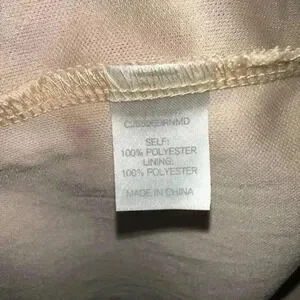 SELF:
100% POLYESTER
LINING:
100% POLYESTER
MADE IN CHINA